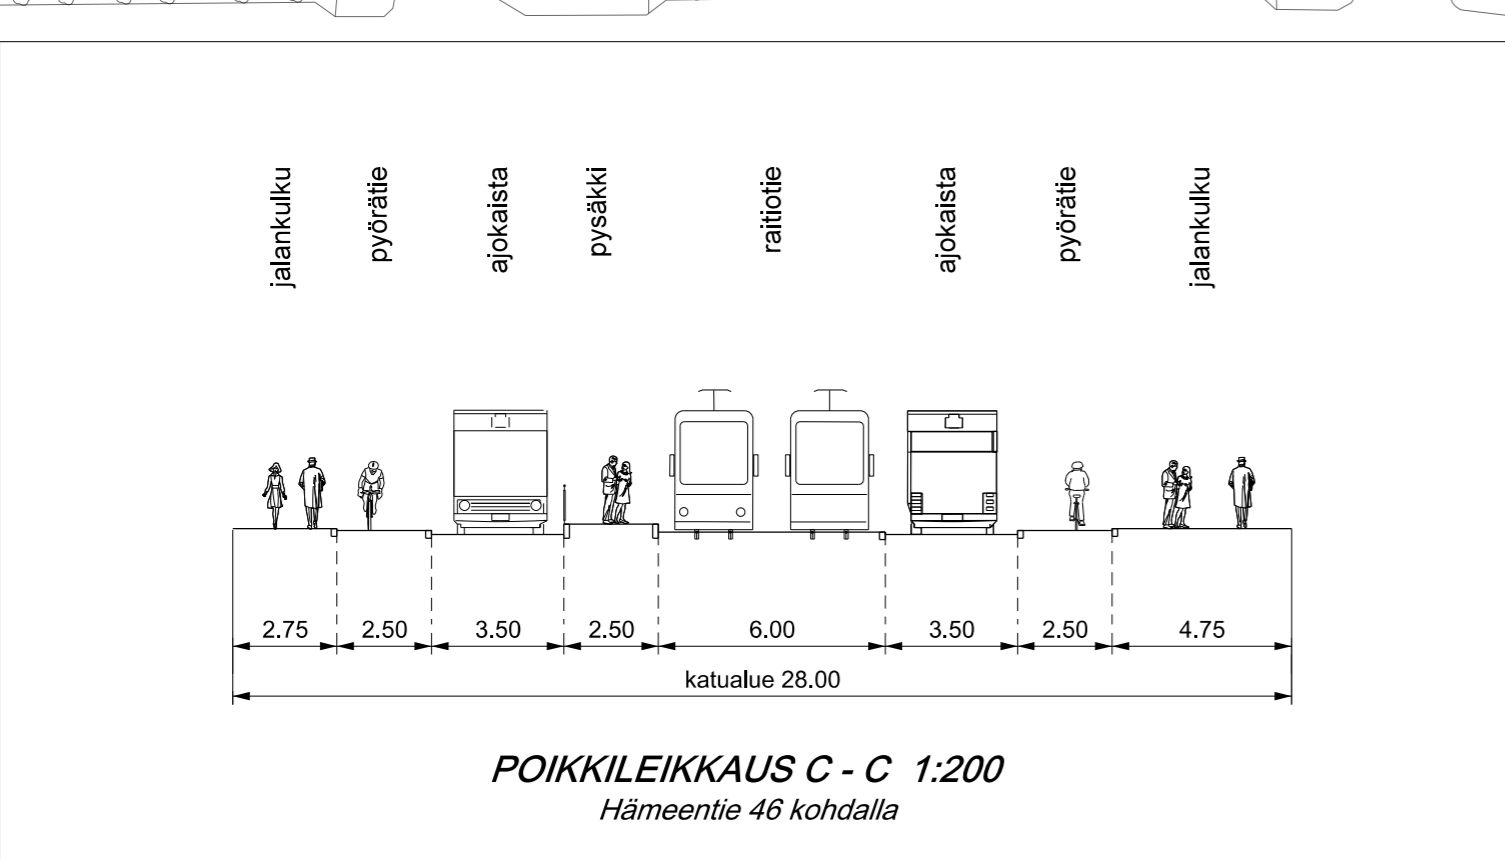 jalankulku
pyörätie
ajokaista
pysäkki
raitiotie
ajokaista
pyörätie
jalankulku
2.75 2.50 3.50 2.50 6.00 3.50 2.50 4.75
katualue 28.00
POIKKILEIKKAUS C - C 1:200
Hämeentie 46 kohdalla